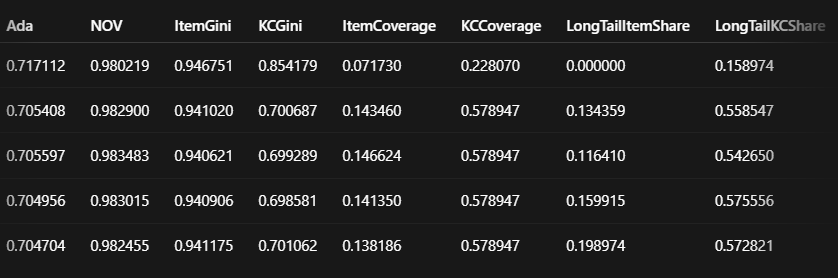 Ada NOV ItemGini KCGini ItemCoverage KCCoverage LongTailItemShare LongTailKCShare
0.717112 0.980219 0.946751 0.854179 0.071730 0.228070 0.000000 0.158974
0.705408 0.982900 0.941020 0.700687 0.143460 0.578947 0.134359 0.558547
0.705597 0.983483 0.940621 0.699289 0.146624 0.578947 0.116410 0.542650
0.704956 0.983015 0.940906 0.698581 0.141350 0.578947 0.159915 0.575556
0.704704 0.982455 0.941175 0.701062 0.138186 0.578947 0.198974 0.572821